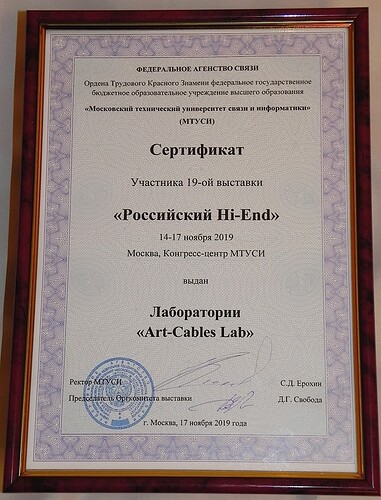 ФЕДЕРАЛЬНОЕ АГЕНСТВО СВЯЗИ
Ордена Трудового Красного Знамени федеральное государственное
бюджетное образовательное учреждение высшего образования
«Московский технический университет связи и информатики»
(МТУСИ)
Сертификат
Участника 19-ой выставки
«Российский Hi-End»
14-17 ноября 2019
Москва, Конгресс-центр МТУСИ
выдан
Лаборатории
«Art-Cables Lab»
Ректор МТУСИ С.Д. Ерохин
Председатель Оргкомитета выставки Д.Г. Свобода
г. Москва, 17 ноября 2019 года